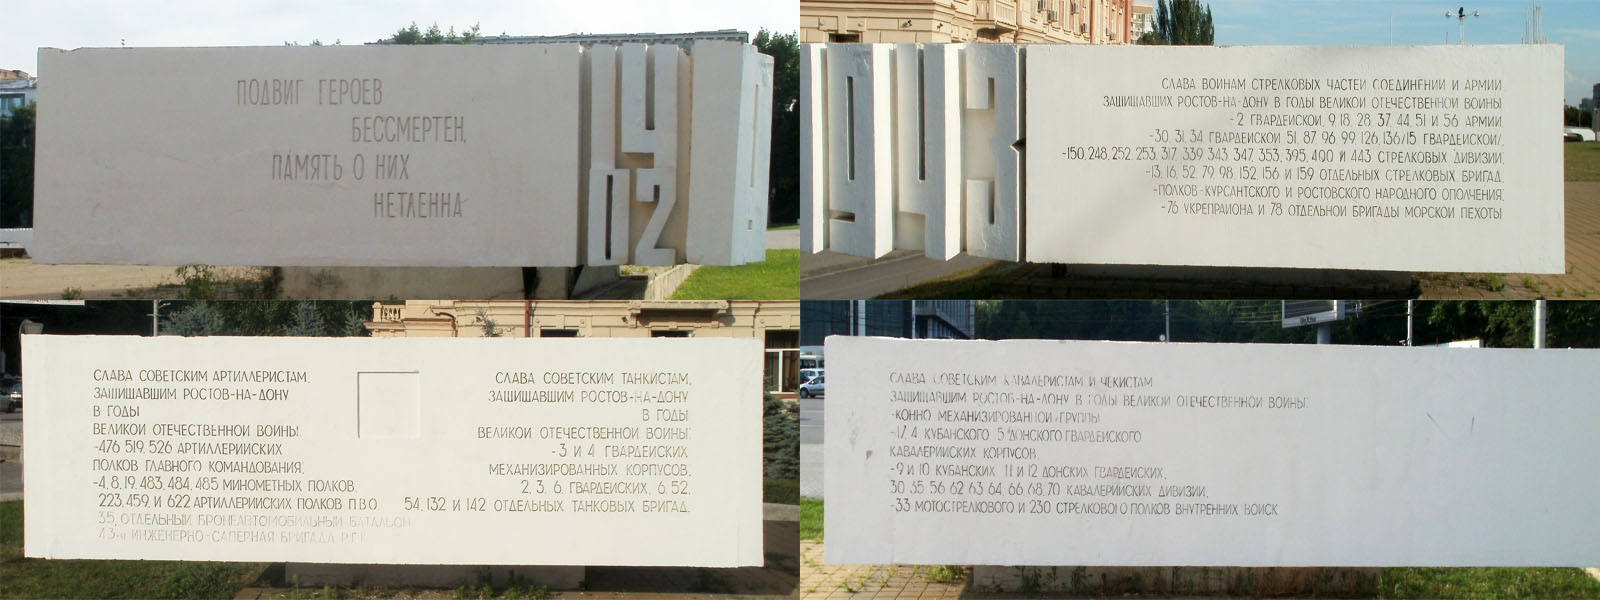 ПОДВИГ ГЕРОЕВ
БЕССМЕРТЕН,
ПАМЯТЬ О НИХ
НЕТЛЕННА
14
02
1943
СЛАВА ВОИНАМ СТРЕЛКОВЫХ ЧАСТЕЙ СОЕДИНЕНИЙ И АРМИЙ
ЗАЩИЩАВШИХ РОСТОВ-НА-ДОНУ В ГОДЫ ВЕЛИКОЙ ОТЕЧЕСТВЕННОЙ ВОЙНЫ
-2 ГВАРДЕЙСКОЙ, 9, 18, 28, 37, 44, 51 И 56 АРМИЙ,
-30, 31, 34 ГВАРДЕЙСКОЙ 51, 87, 96, 99, 126, 136/15 ГВАРДЕЙСКОЙ/,
-150, 248, 252, 253, 317, 339 343 347, 353, 395, 400 И 443 СТРЕЛКОВЫХ ДИВИЗИЙ;
-13, 16, 52, 79, 98, 152, 156 И 159 ОТДЕЛЬНЫХ СТРЕЛКОВЫХ БРИГАД;
-ПОЛКОВ-КУРСАНТСКОГО И РОСТОВСКОГО НАРОДНОГО ОПОЛЧЕНИЯ;
-76 УКРЕПРАЙОНА И 78 ОТДЕЛЬНОЙ БРИГАДЫ МОРСКОЙ ПЕХОТЫ
СЛАВА СОВЕТСКИМ АРТИЛЛЕРИСТАМ,
ЗАЩИЩАВШИМ РОСТОВ-НА-ДОНУ
В ГОДЫ
ВЕЛИКОЙ ОТЕЧЕСТВЕННОЙ ВОЙНЫ:
-476 519, 526 АРТИЛЛЕРИЙСКИХ
ПОЛКОВ ГЛАВНОГО КОМАНДОВАНИЯ;
-4, 8, 19, 483, 484, 485 МИНОМЕТНЫХ ПОЛКОВ,
223, 459, И 622 АРТИЛЛЕРИЙСКИХ ПОЛКОВ П.В.О.
35, ОТДЕЛЬНЫЙ БРОНЕАВТОМОБИЛЬНЫЙ БАТАЛЬОН
43-я ИНЖЕНЕРНО-САПЕРНАЯ БРИГАДА Р.Г.К
СЛАВА СОВЕТСКИМ ТАНКИСТАМ,
ЗАЩИЩАВШИМ РОСТОВ-НА-ДОНУ
В ГОДЫ
ВЕЛИКОЙ ОТЕЧЕСТВЕННОЙ ВОЙНЫ:
-3 И 4 ГВАРДЕЙСКИХ
МЕХАНИЗИРОВАННЫХ КОРПУСОВ,
2, 3, 6, ГВАРДЕЙСКИХ, 6, 52,
54, 132 И 142 ОТДЕЛЬНЫХ ТАНКОВЫХ БРИГАД.
СЛАВА СОВЕТСКИМ КАВАЛЕРИСТАМ И ЧЕКИСТАМ
ЗАЩИЩАВШИМ РОСТОВ-НА-ДОНУ В ГОДЫ ВЕЛИКОЙ ОТЕЧЕСТВЕННОЙ ВОЙНЫ:
-КОННО МЕХАНИЗИРОВАННОЙ ГРУППЫ
-17, 4 КУБАНСКОГО 5 ДОНСКОГО ГВАРДЕЙСКОГО
КАВАЛЕРИЙСКИХ КОРПУСОВ,
-9 И 10 КУБАНСКИХ 11 И 12 ДОНСКИХ ГВАРДЕЙСКИХ,
30 35 56 62 63 64, 66 68, 70 КАВАЛЕРИЙСКИХ ДИВИЗИЙ,
-33 МОТОСТРЕЛКОВОГО И 230 СТРЕЛКОВОГО ПОЛКОВ ВНУТРЕННИХ ВОЙСК